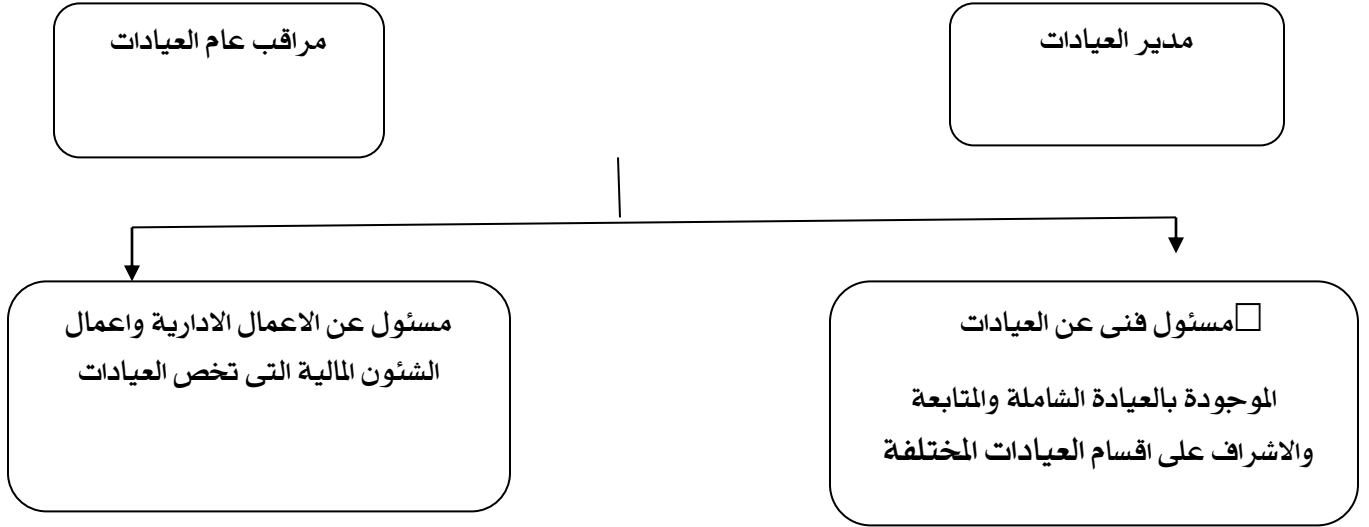 مدير العيادات
مراقب عام العيادات
□مسئول فنى عن العيادات
الموجودة بالعيادة الشاملة والمتابعة
والاشراف على اقسام العيادات المختلفة
مسئول عن الاعمال الادارية واعمال
الشئون المالية التى تخص العيادات